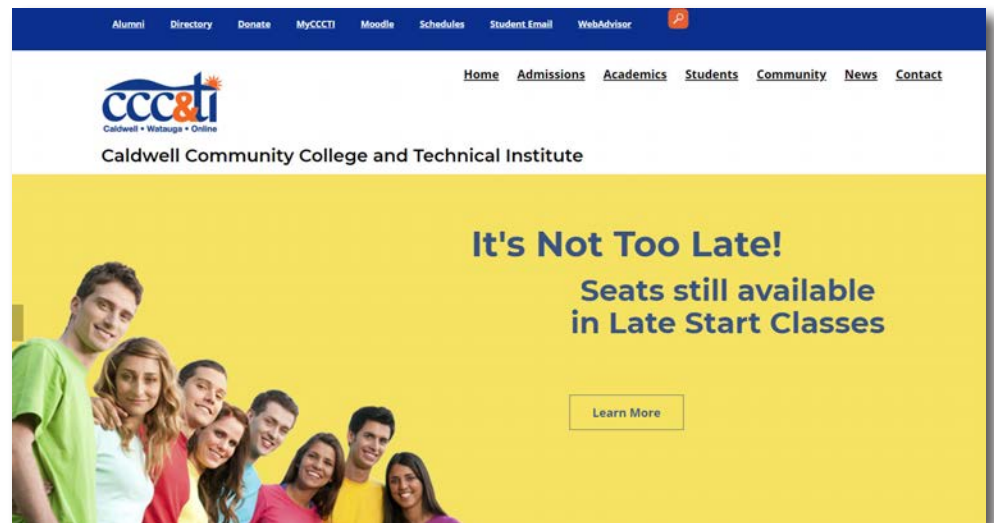 Alumni Directory Donate MyCCCTI Moodle Schedules Student Email WebAdvisor
Home Admissions Academics Students Community News Contact
CCC&TI
Caldwell • Watauga • Online
Caldwell Community College and Technical Institute
It's Not Too Late!
Seats still available
in Late Start Classes
Learn More